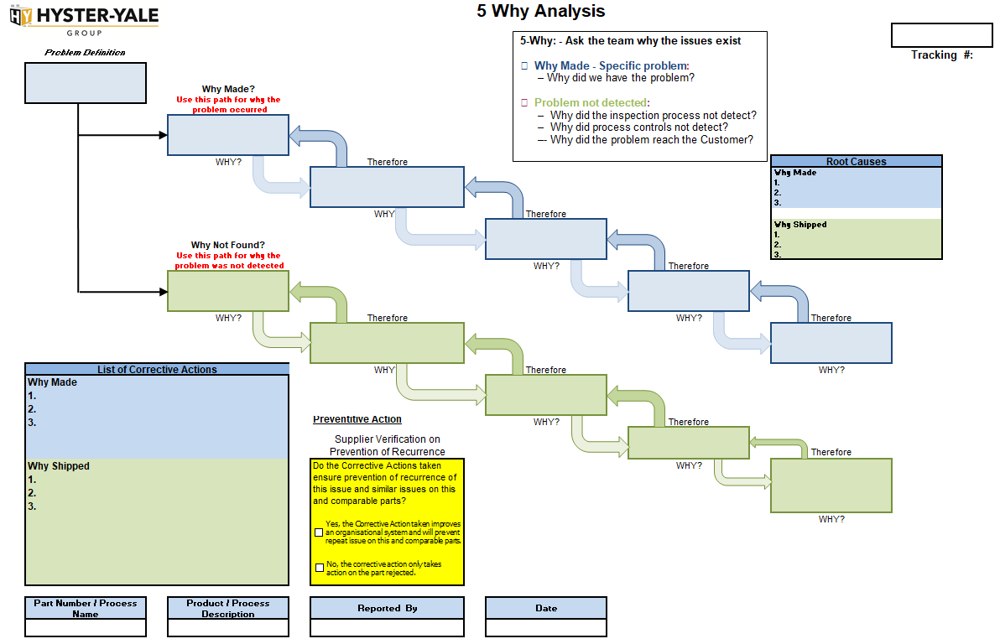 HY HYSTER-YALE
GROUP
5 Why Analysis
Problem Definition
5-Why: - Ask the team why the issues exist
Why Made - Specific problem:
– Why did we have the problem?
Problem not detected:
– Why did the inspection process not detect?
– Why did process controls not detect?
–- Why did the problem reach the Customer?
Tracking #:
Why Made?
Use this path for why the
problem occurred
WHY?
Therefore
WHY
Therefore
WHY?
Therefore
WHY?
Therefore
WHY?
Root Causes
Why Made
1.
2.
3.
Why Shipped
1.
2.
3.
Why Not Found?
Use this path for why the
problem was not detected
WHY?
Therefore
WHY
Therefore
WHY?
Therefore
WHY?
Therefore
WHY?
List of Corrective Actions
Why Made
1.
2.
3.
Why Shipped
1.
2.
3.
Preventitive Action
Supplier Verification on
Prevention of Recurrence
Do the Corrective Actions taken
ensure prevention of recurrence of
this issue and similar issues on this
and comparable parts?
Yes, the Corrective Action taken improves
an organisational system and will prevent
repeat issue on this and comparable parts.
No, the corrective action only takes
action on the part rejected.
Part Number / Process
Name
Product / Process
Description
Reported By
Date